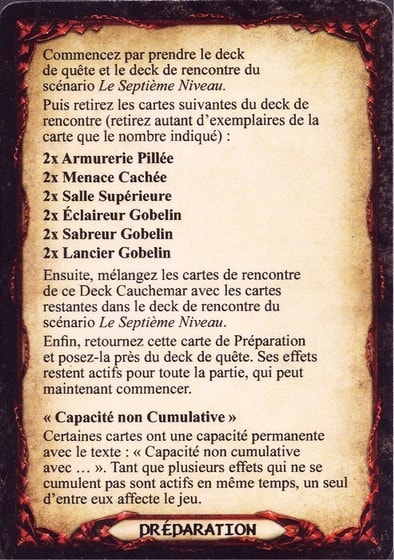 Commencez par prendre le deck
de quête et le deck de rencontre du
scénario Le Septième Niveau.
Puis retirez les cartes suivantes du deck de
rencontre (retirez autant d'exemplaires de la
carte que le nombre indiqué) :
2x Armurerie Pillée
2x Menace Cachée
2x Salle Supérieure
2x Éclaireur Gobelin
2x Sabreur Gobelin
2x Lancier Gobelin
Ensuite, mélangez les cartes de rencontre
de ce Deck Cauchemar avec les cartes
restantes dans le deck de rencontre du
scénario Le Septième Niveau.
Enfin, retournez cette carte de Préparation
et posez-la près du deck de quête. Ses effets
restent actifs pour toute la partie, qui peut
maintenant commencer.
« Capacité non Cumulative »
Certaines cartes ont une capacité permanente
avec le texte : « Capacité non cumulative
avec … ». Tant que plusieurs effets qui ne se
cumulent pas sont actifs en même temps, un seul
d'entre eux affecte le jeu.
PRÉPARATION